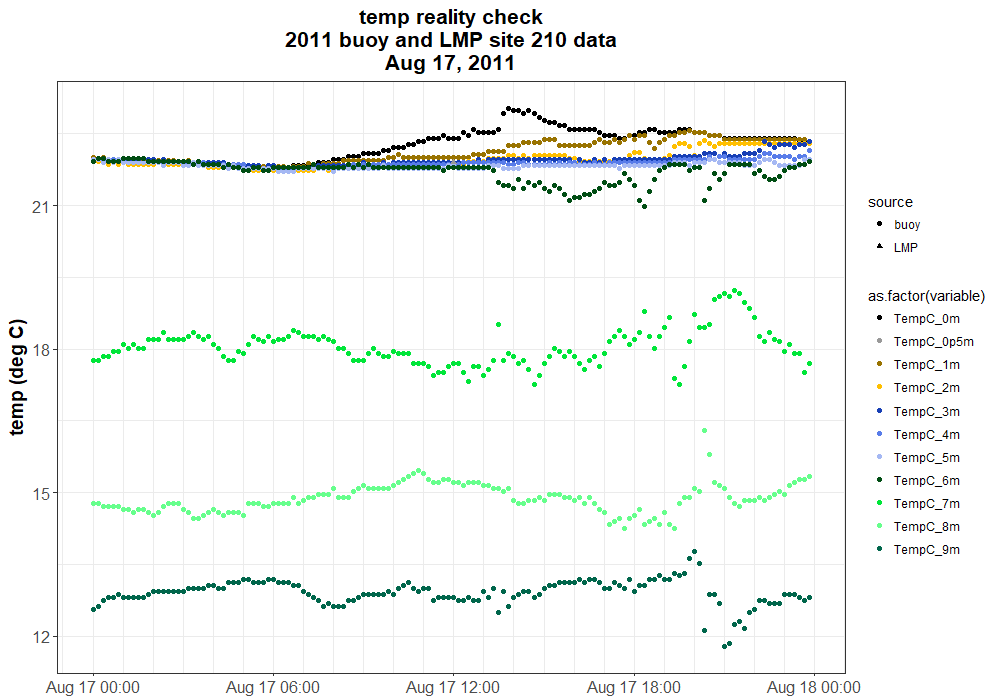 temp reality check
2011 buoy and LMP site 210 data
Aug 17, 2011
temp (deg C)
21
18
15
12
Aug 17 00:00
Aug 17 06:00
Aug 17 12:00
Aug 17 18:00
Aug 18 00:00
source
buoy
LMP
as.factor(variable)
TempC_0m
TempC_0p5m
TempC_1m
TempC_2m
TempC_3m
TempC_4m
TempC_5m
TempC_6m
TempC_7m
TempC_8m
TempC_9m